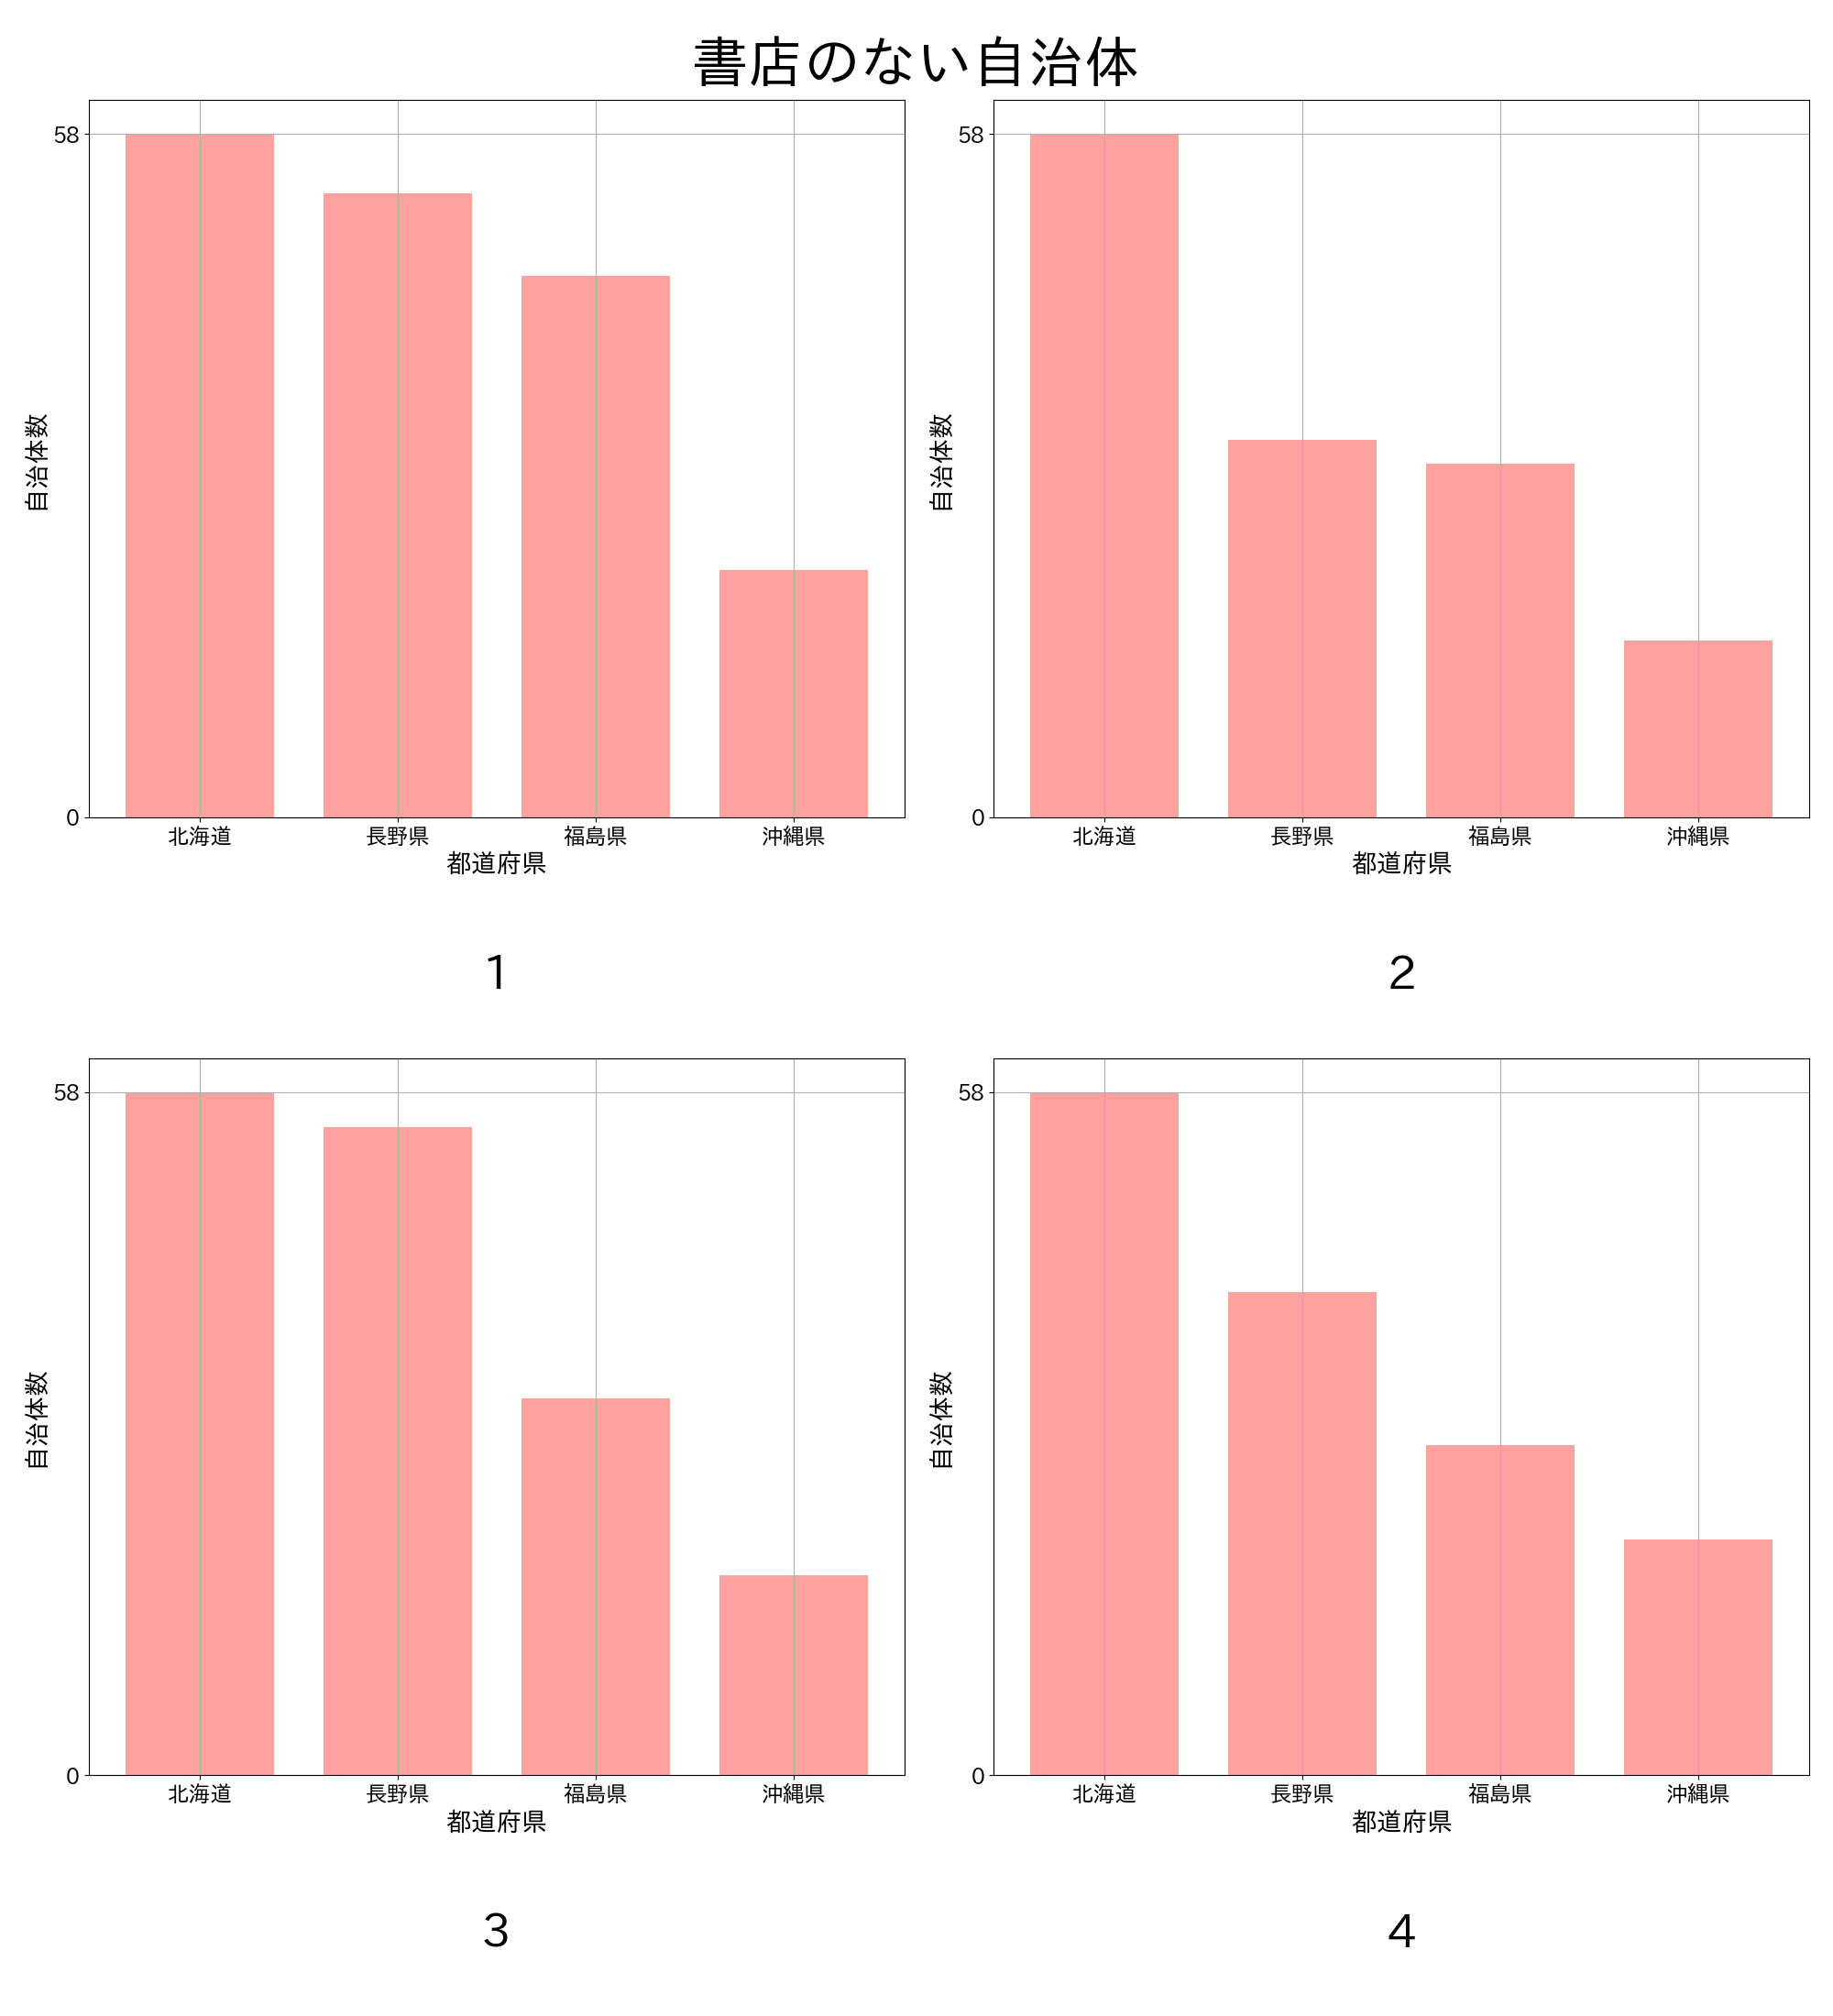 書店のない自治体
58
0
自治体数
北海道 長野県 福島県 沖縄県
都道府県
1
58
0
自治体数
北海道 長野県 福島県 沖縄県
都道府県
2
58
0
自治体数
北海道 長野県 福島県 沖縄県
都道府県
3
58
0
自治体数
北海道 長野県 福島県 沖縄県
都道府県
4